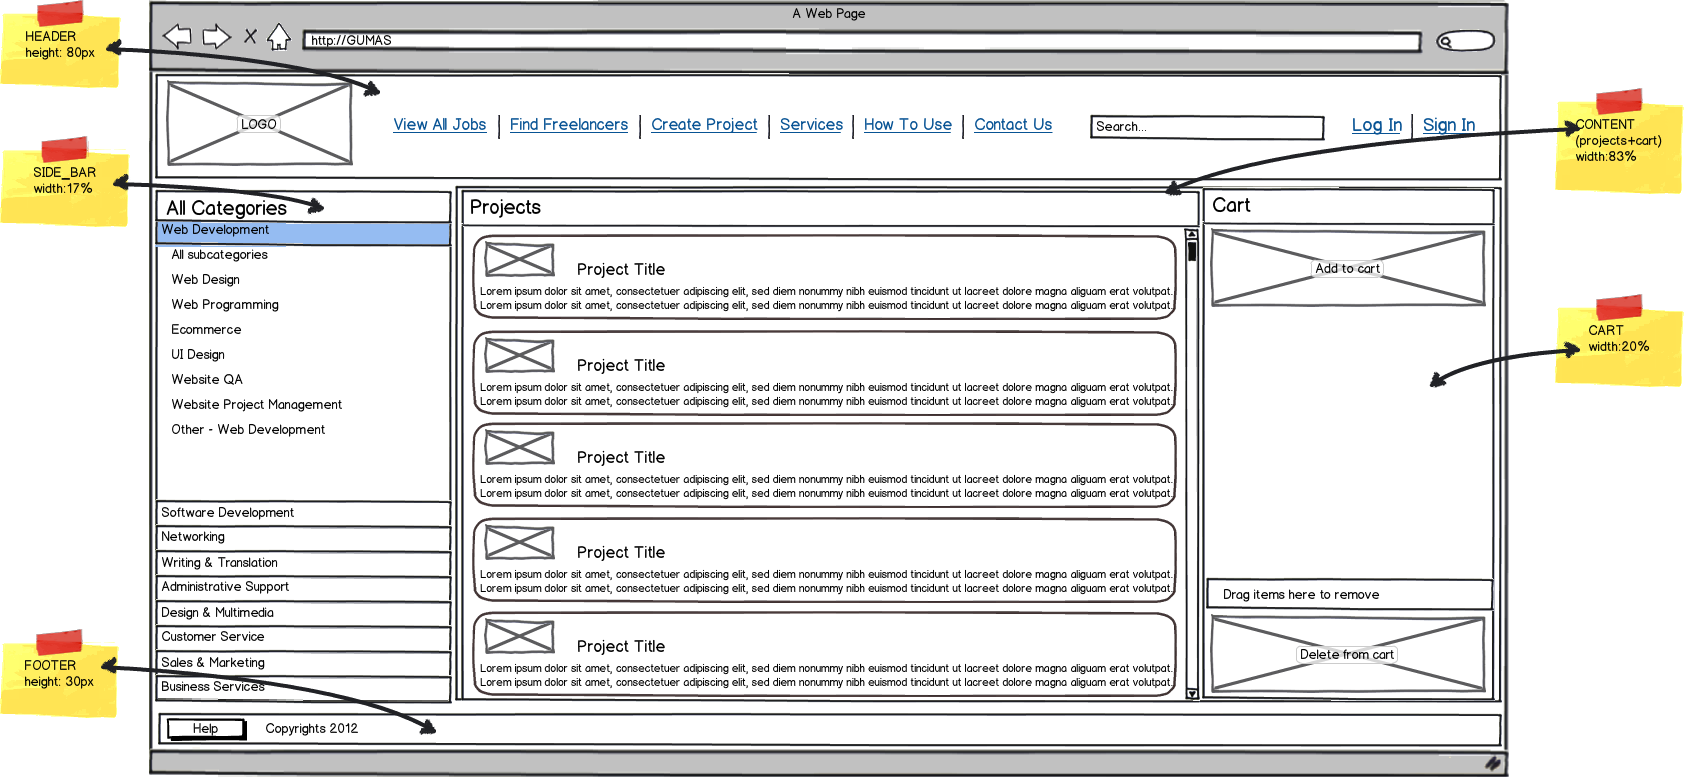 A Web Page
http://GUMAS
HEADER
height: 80px
LOGO
View All Jobs
Find Freelancers
Create Project
Services
How To Use
Contact Us
Search...
Log In
Sign In
CONTENT
(projects+cart)
width:83%
SIDE_BAR
width:17%
All Categories
Web Development
All subcategories
Web Design
Web Programming
Ecommerce
UI Design
Website QA
Website Project Management
Other - Web Development
Software Development
Networking
Writing & Translation
Administrative Support
Design & Multimedia
Customer Service
Sales & Marketing
Business Services
Projects
Project Title
Lorem ipsum dolor sit amet, consectetuer adipiscing elit, sed diem nonummy nibh euismod tincidunt ut lacreet dolore magna aliguam erat volutpat.
Lorem ipsum dolor sit amet, consectetuer adipiscing elit, sed diem nonummy nibh euismod tincidunt ut lacreet dolore magna aliguam erat volutpat.
Project Title
Lorem ipsum dolor sit amet, consectetuer adipiscing elit, sed diem nonummy nibh euismod tincidunt ut lacreet dolore magna aliguam erat volutpat.
Lorem ipsum dolor sit amet, consectetuer adipiscing elit, sed diem nonummy nibh euismod tincidunt ut lacreet dolore magna aliguam erat volutpat.
Project Title
Lorem ipsum dolor sit amet, consectetuer adipiscing elit, sed diem nonummy nibh euismod tincidunt ut lacreet dolore magna aliguam erat volutpat.
Lorem ipsum dolor sit amet, consectetuer adipiscing elit, sed diem nonummy nibh euismod tincidunt ut lacreet dolore magna aliguam erat volutpat.
Project Title
Lorem ipsum dolor sit amet, consectetuer adipiscing elit, sed diem nonummy nibh euismod tincidunt ut lacreet dolore magna aliguam erat volutpat.
Lorem ipsum dolor sit amet, consectetuer adipiscing elit, sed diem nonummy nibh euismod tincidunt ut lacreet dolore magna aliguam erat volutpat.
Project Title
Lorem ipsum dolor sit amet, consectetuer adipiscing elit, sed diem nonummy nibh euismod tincidunt ut lacreet dolore magna aliguam erat volutpat.
Lorem ipsum dolor sit amet, consectetuer adipiscing elit, sed diem nonummy nibh euismod tincidunt ut lacreet dolore magna aliguam erat volutpat.
Cart
Add to cart
CART
width:20%
Drag items here to remove
Delete from cart
FOOTER
height: 30px
Help
Copyrights 2012